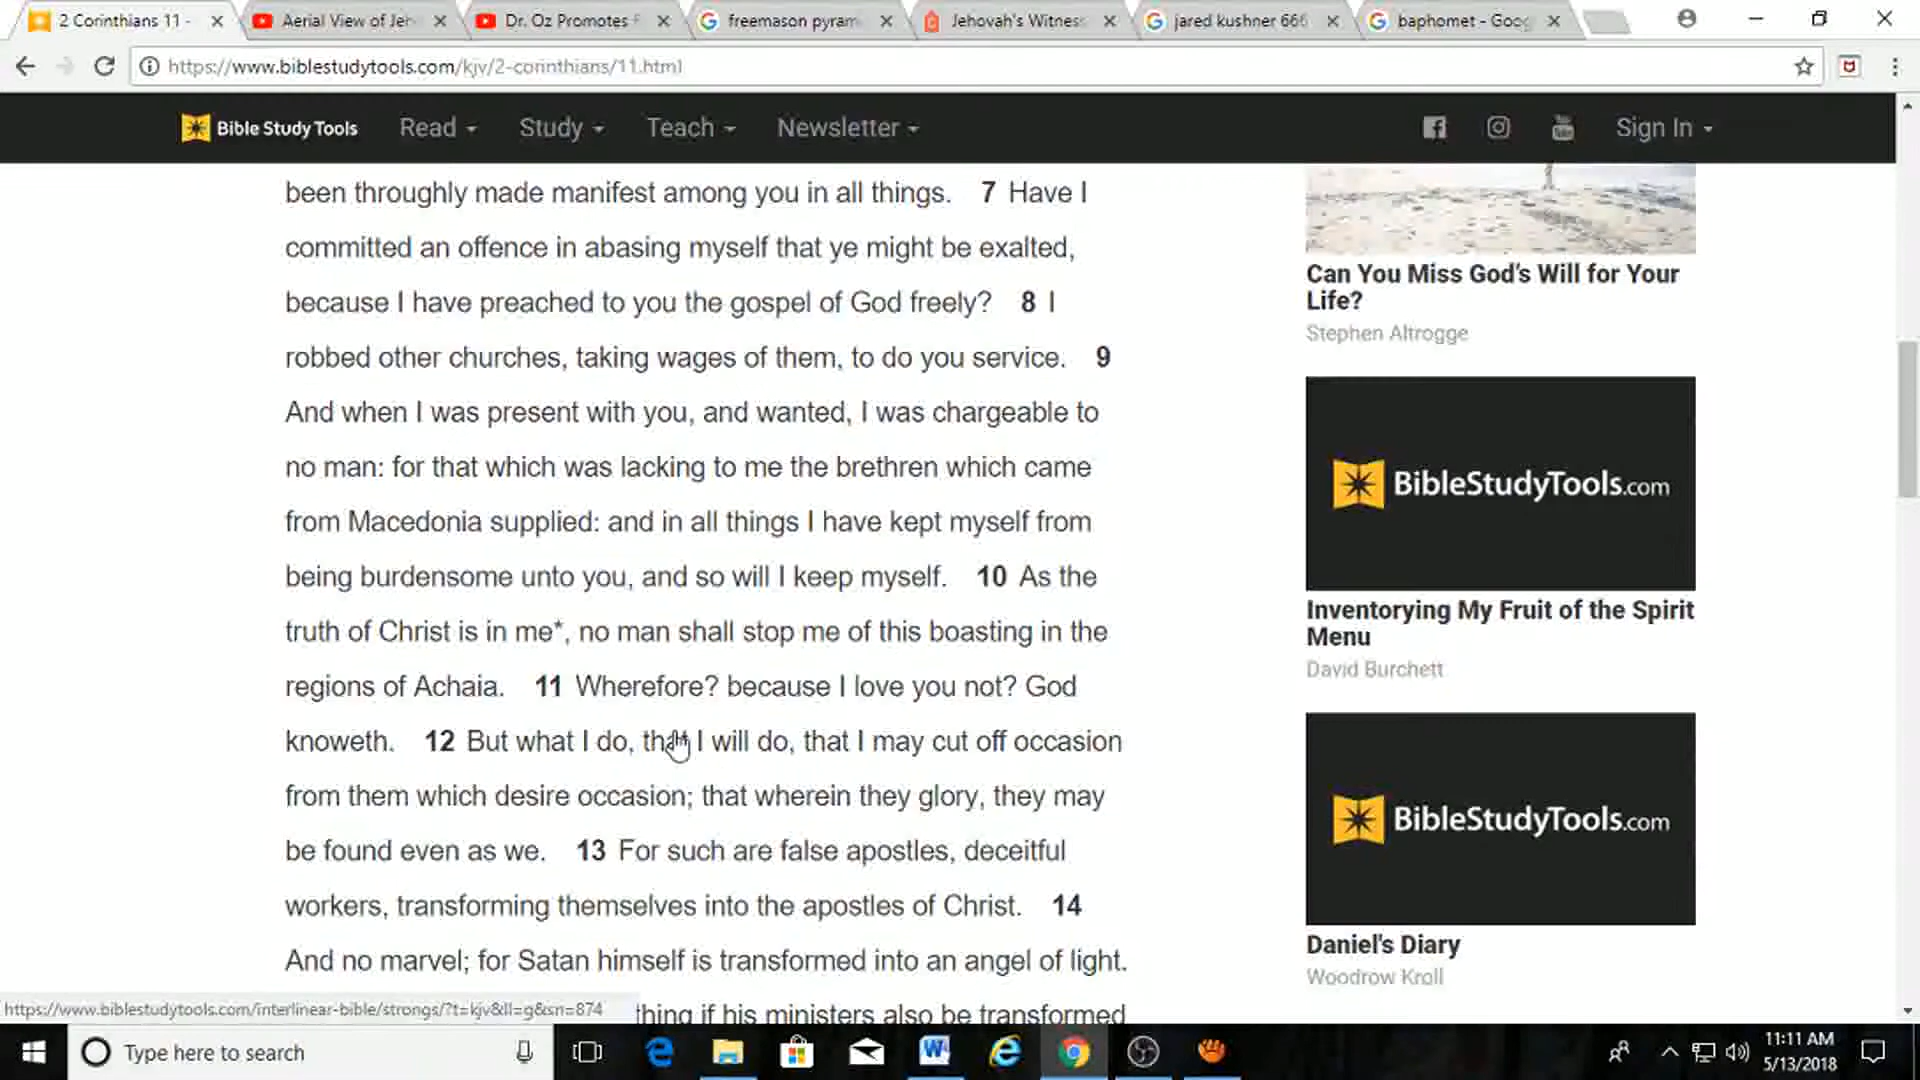 2 Corinthians 11 -
Aerial View of Jeh
Dr. Oz Promotes F
freemason pyram
Jehovah's Witness
jared kushner 666
baphomet - Goog
https://www.biblestudytools.com/kjv/2-corinthians/11.html
Bible Study Tools
Read
Study
Teach
Newsletter
Sign In
been throughly made manifest among you in all things. 7 Have I
committed an offence in abasing myself that ye might be exalted,
because I have preached to you the gospel of God freely? 8 I
robbed other churches, taking wages of them, to do you service. 9
And when I was present with you, and wanted, I was chargeable to
no man: for that which was lacking to me the brethren which came
from Macedonia supplied: and in all things I have kept myself from
being burdensome unto you, and so will I keep myself. 10 As the
truth of Christ is in me*, no man shall stop me of this boasting in the
regions of Achaia. 11 Wherefore? because I love you not? God
knoweth. 12 But what I do, that I will do, that I may cut off occasion
from them which desire occasion; that wherein they glory, they may
be found even as we. 13 For such are false apostles, deceitful
workers, transforming themselves into the apostles of Christ. 14
And no marvel; for Satan himself is transformed into an angel of light.
thing if his ministers also be transformed
Can You Miss God's Will for Your
Life?
Stephen Altrogge
BibleStudyTools.com
Inventorying My Fruit of the Spirit
Menu
David Burchett
BibleStudyTools.com
Daniel's Diary
Woodrow Kroll
https://www.biblestudytools.com/interlinear-bible/strongs/?t=kjv&ll=g&sn=874
Type here to search
11:11 AM
5/13/2018